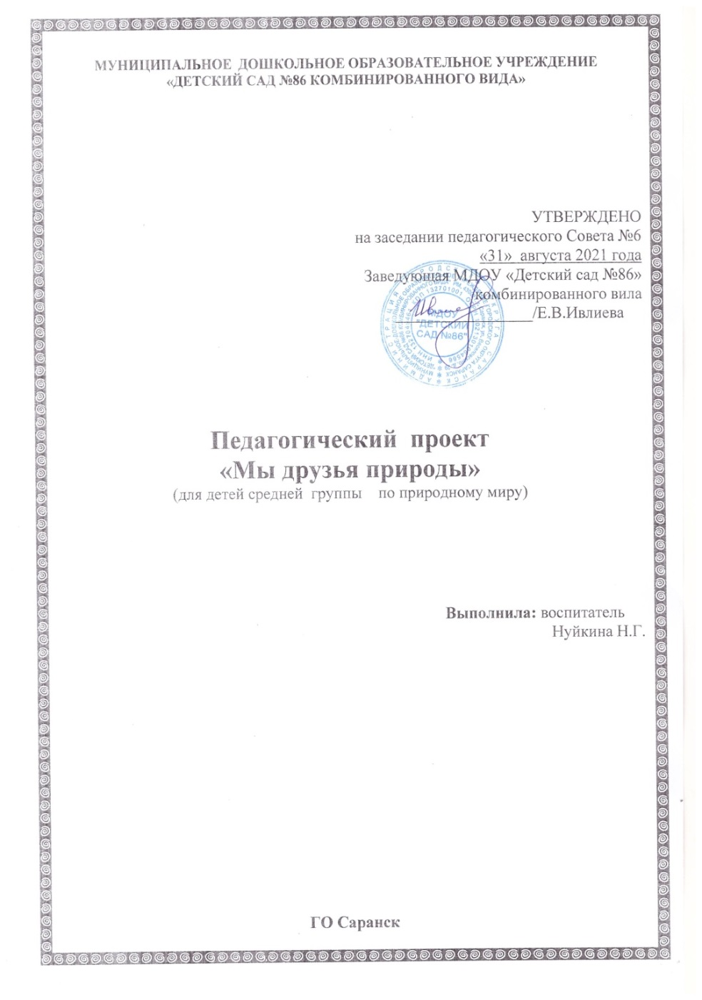 МУНИЦИПАЛЬНОЕ ДОШКОЛЬНОЕ ОБРАЗОВАТЕЛЬНОЕ УЧРЕЖДЕНИЕ
«ДЕТСКИЙ САД №86 КОМБИНИРОВАННОГО ВИДА»
УТВЕРЖДЕНО
на заседании педагогического Совета №6
«31» августа 2021 года
Заведующая МДОУ «Детский сад №86»
комбинированного вила
/Е.В.Ивлиева
МДОУ
"ДЕТСКИЙ
САД №86"
Педагогический проект
«Мы друзья природы»
(для детей средней группы по природному миру)
Выполнила: воспитатель
Нуйкина Н.Г.
ГО Саранск